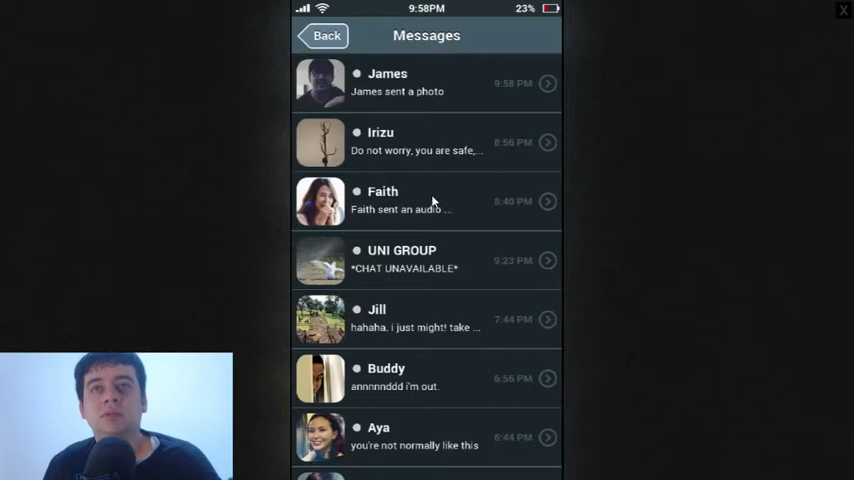 9:58PM
23%
X
Back
Messages
James
James sent a photo
9:58 PM
Irizu
Do not worry, you are safe,...
8:56 PM
Faith
Faith sent an audio ...
8:40 PM
UNI GROUP
*CHAT UNAVAILABLE*
9:23 PM
Jill
hahaha. i just might! take ...
7:44 PM
Buddy
annnnnddd i'm out.
6:56 PM
Aya
you're not normally like this
6:44 PM